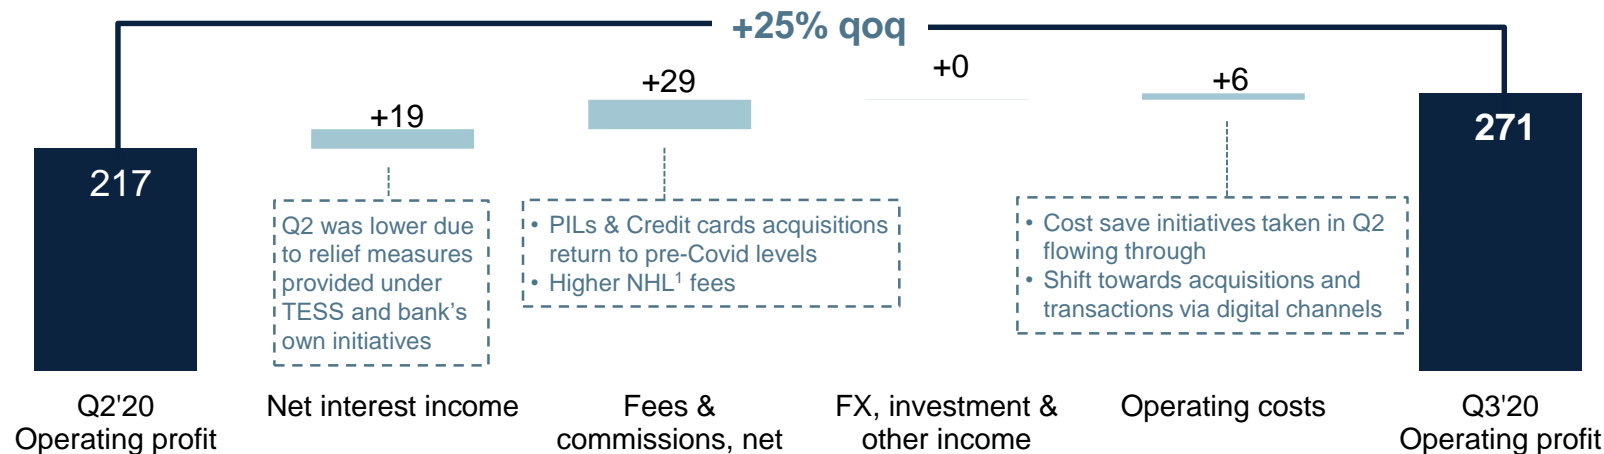 +25% qoq
217
+19
+29
+0
+6
271
Q2 was lower due
to relief measures
provided under
TESS and bank's
own initiatives
• PILs & Credit cards acquisitions
return to pre-Covid levels
• Higher NHL¹ fees
• Cost save initiatives taken in Q2
flowing through
• Shift towards acquisitions and
transactions via digital channels
Q2'20
Operating profit
Net interest income
Fees &
commissions, net
FX, investment &
other income
Operating costs
Q3'20
Operating profit